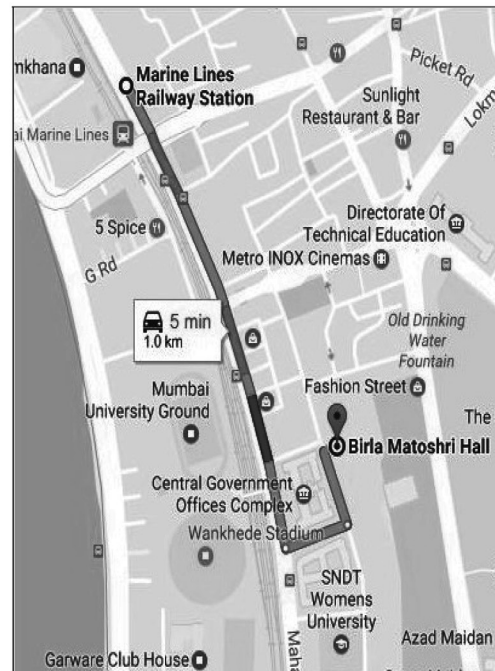 mkhana
Marine Lines
Railway Station
Picket Rd
Sunlight
Restaurant & Bar
Lokm
ai Marine Lines
5 Spice
G Rd
Directorate Of
Technical Education
Metro INOX Cinemas
5 min
1.0 km
Old Drinking
Water
Fountain
Mumbai
University Ground
Fashion Street
The
Birla Matoshri Hall
Central Government
Offices Complex
Wankhede Stadium
SNDT
Womens
University
Maha
Azad Maidan
Garware Club House